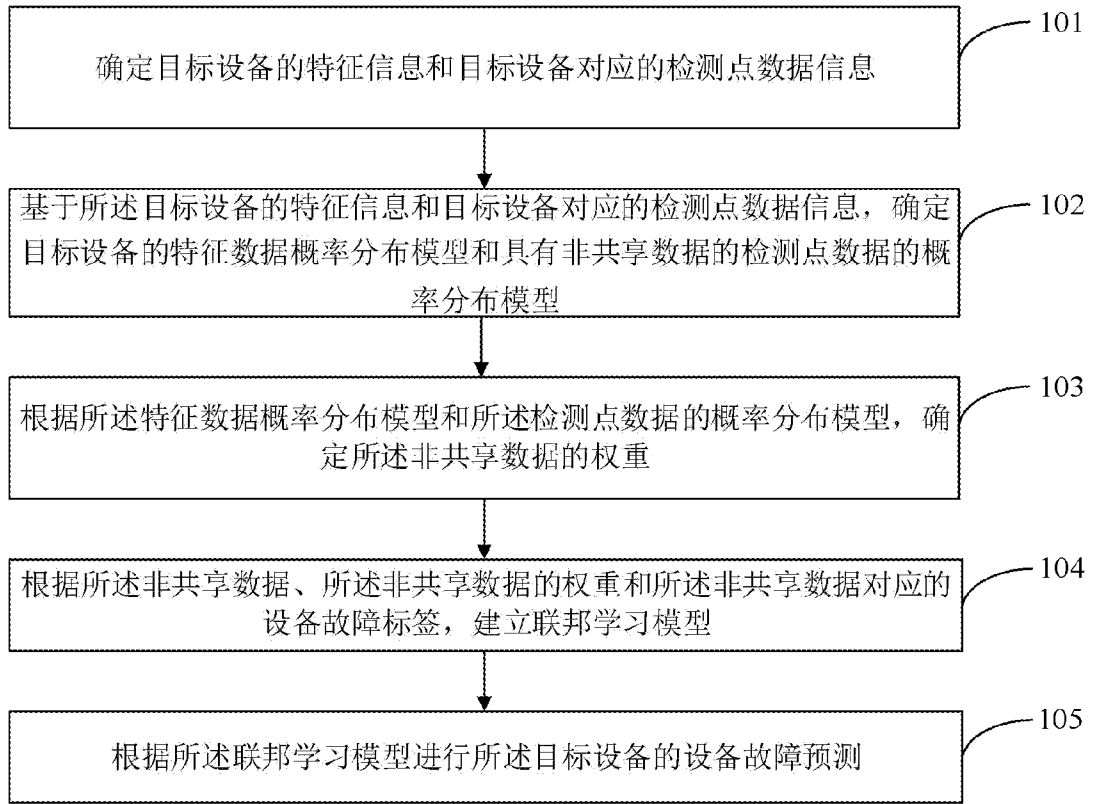 101
确定目标设备的特征信息和目标设备对应的检测点数据信息
102
基于所述目标设备的特征信息和目标设备对应的检测点数据信息，确定
目标设备的特征数据概率分布模型和具有非共享数据的检测点数据的概
率分布模型
103
根据所述特征数据概率分布模型和所述检测点数据的概率分布模型，确
定所述非共享数据的权重
104
根据所述非共享数据、所述非共享数据的权重和所述非共享数据对应的
设备故障标签，建立联邦学习模型
105
根据所述联邦学习模型进行所述目标设备的设备故障预测